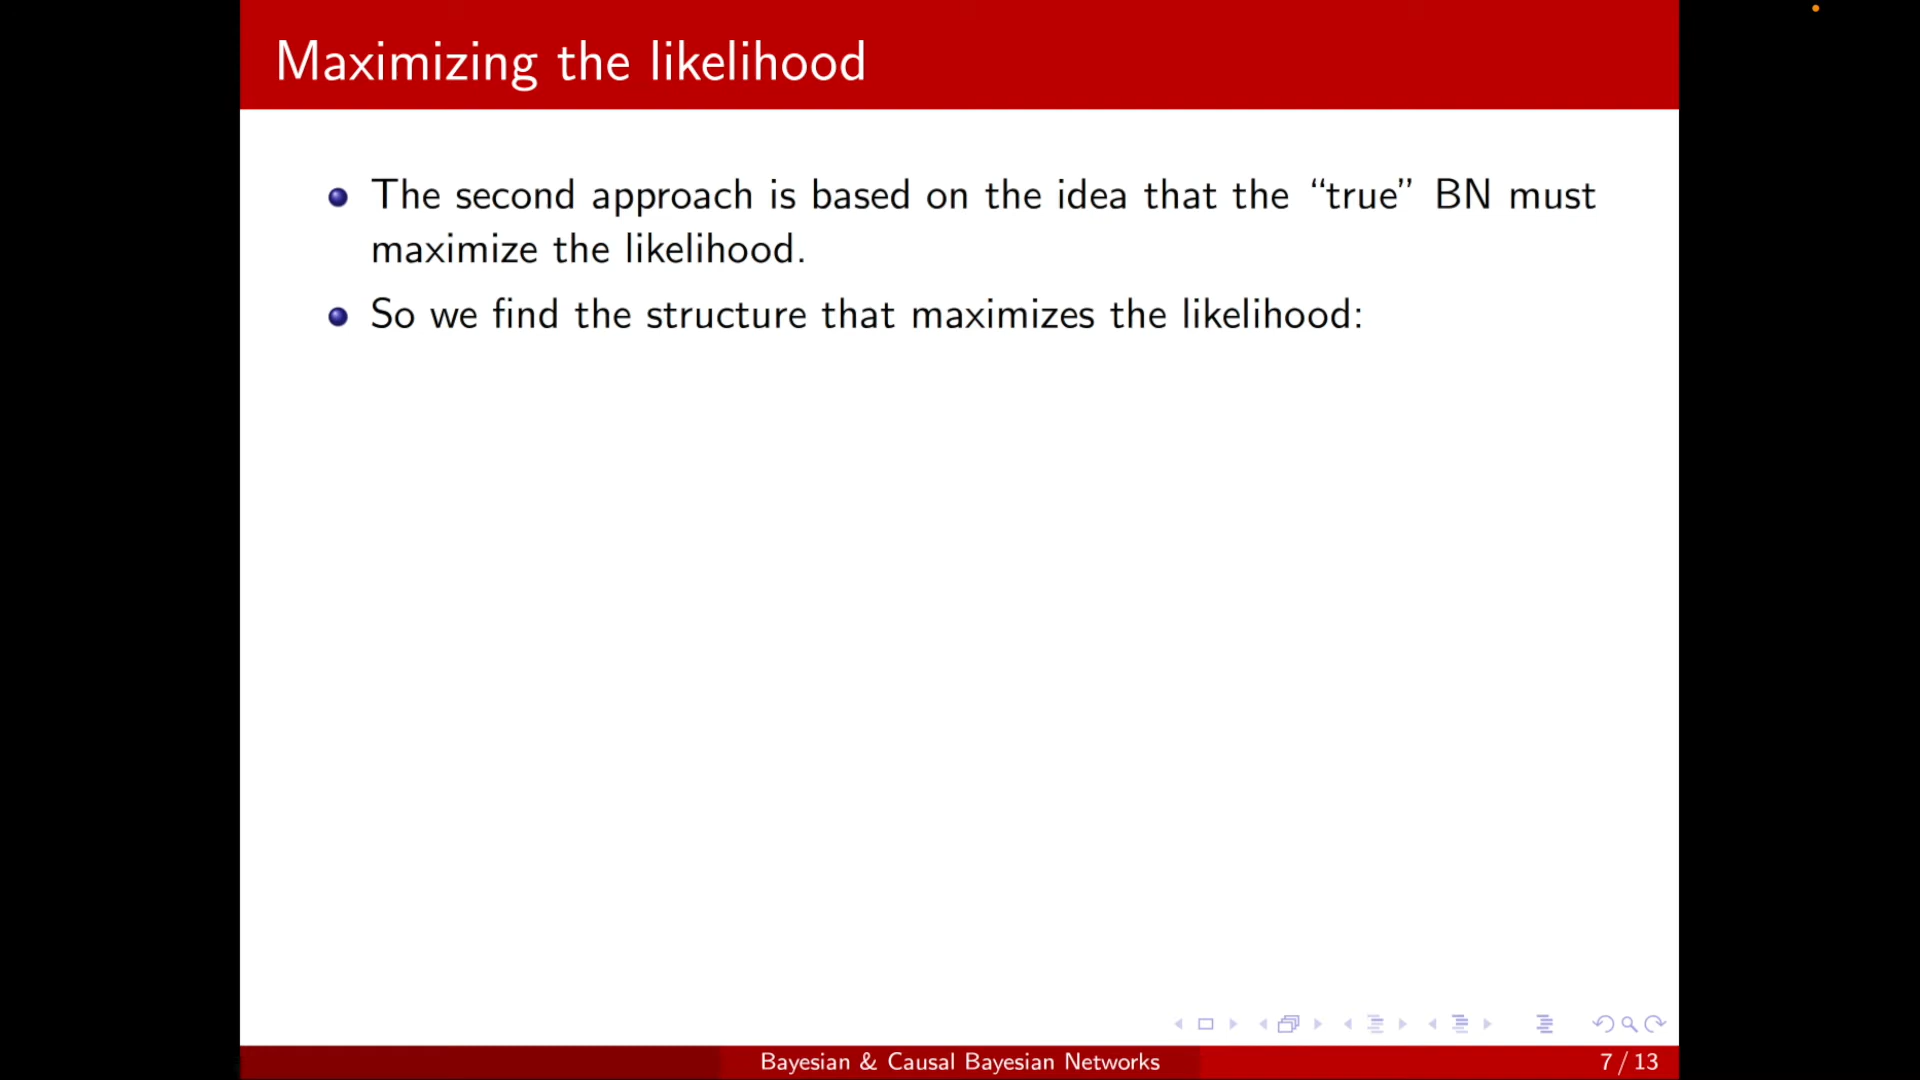 Maximizing the likelihood
The second approach is based on the idea that the “true” BN must
maximize the likelihood.
So we find the structure that maximizes the likelihood:
Bayesian & Causal Bayesian Networks
7 / 13